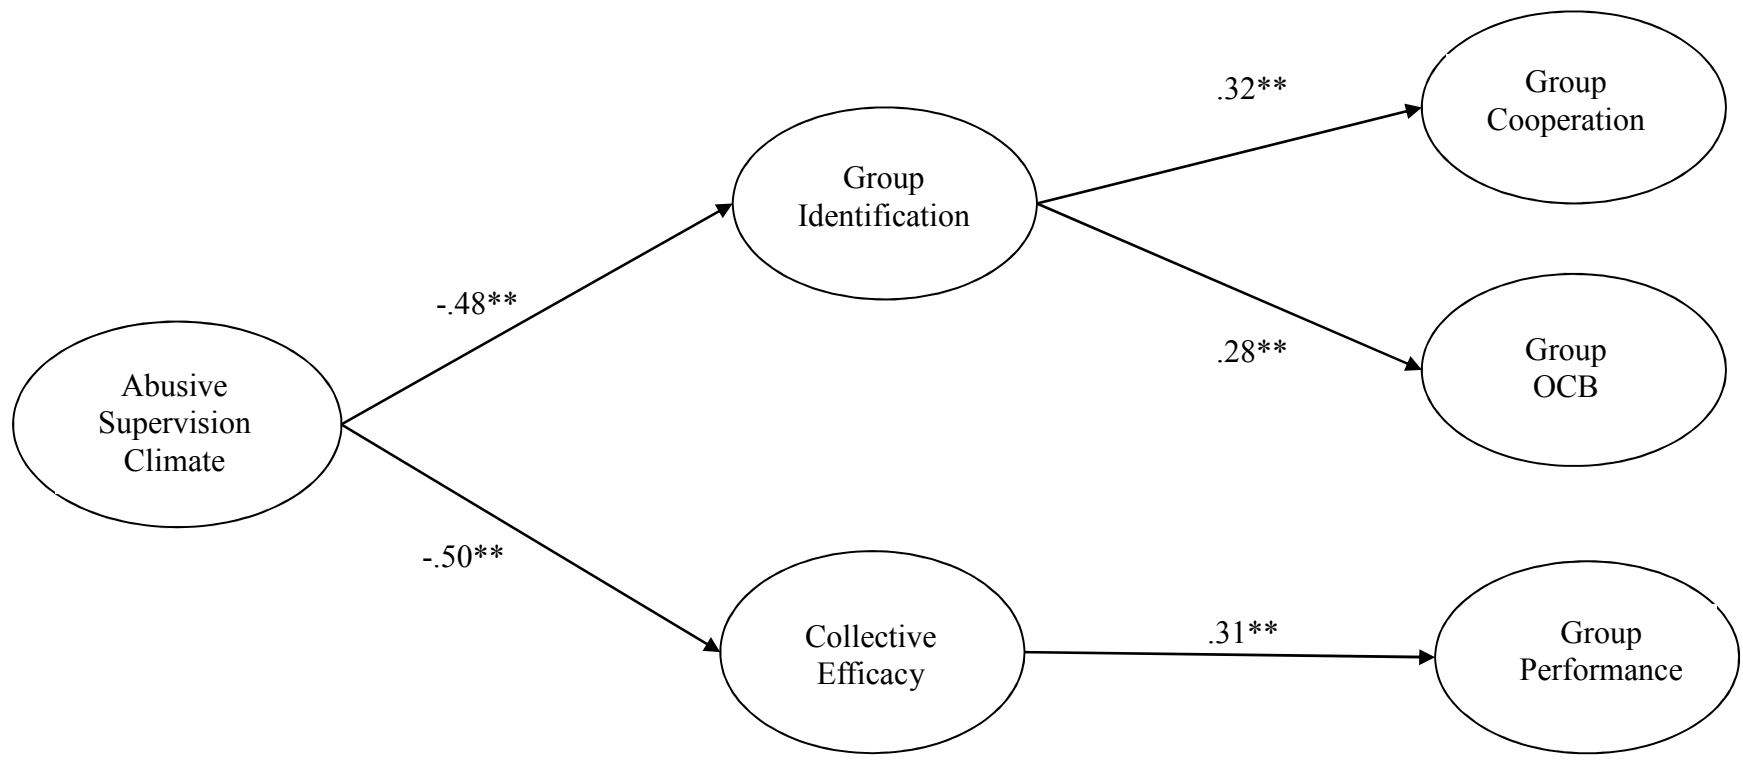 .32**
Group
Cooperation
Group
Identification
-.48**
.28**
Group
OCB
Abusive
Supervision
Climate
-.50**
Collective
Efficacy
.31**
Group
Performance